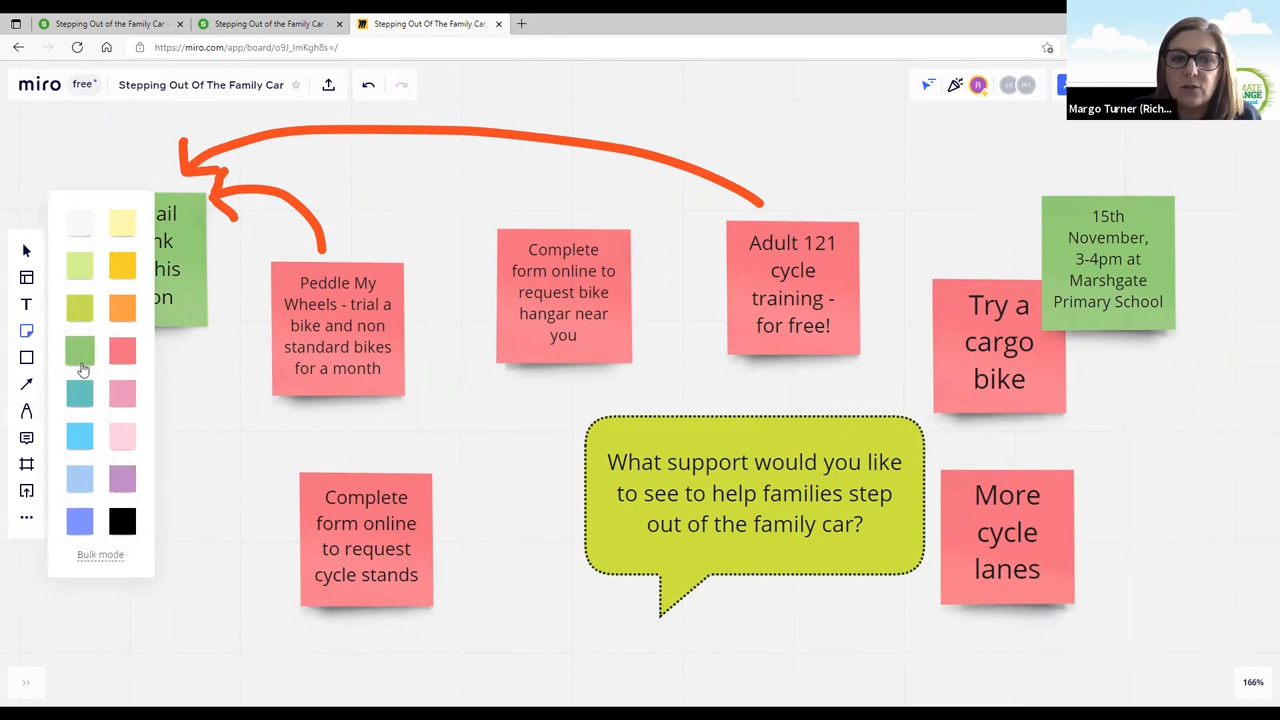 Stepping Out of the Family Car -
Stepping Out of the Family Car -
Stepping Out Of The Family Car,
https://miro.com/app/board/o9J_lmKgh8s=/
miro
free
Stepping Out Of The Family Car
R
Margo Turner (Rich...
ail
nk
his
on
Peddle My
Wheels - trial a
bike and non
standard bikes
for a month
Complete
form online to
request bike
hangar near
you
Adult 121
cycle
training -
for free!
Try a
cargo
bike
15th
November,
3-4pm at
Marshgate
Primary School
Complete
form online
to request
cycle stands
What support would you like
to see to help families step
out of the family car?
More
cycle
lanes
Bulk mode
166%